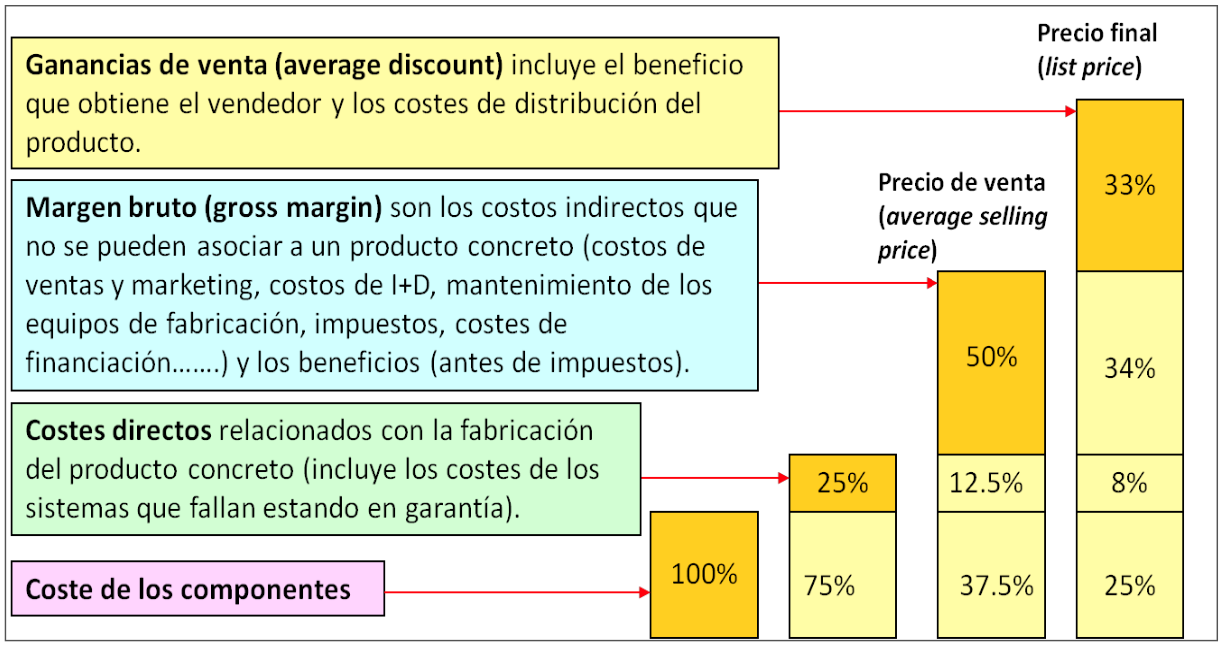 Precio final
(list price)
Ganancias de venta (average discount) incluye el beneficio
que obtiene el vendedor y los costes de distribución del
producto.
33%
Precio de venta
(average selling
price)
Margen bruto (gross margin) son los costos indirectos que
no se pueden asociar a un producto concreto (costos de
ventas y marketing, costos de I+D, mantenimiento de los
equipos de fabricación, impuestos, costes de
financiación…….) y los beneficios (antes de impuestos).
50%
34%
Costes directos relacionados con la fabricación
del producto concreto (incluye los costes de los
sistemas que fallan estando en garantía).
25%
12.5%
8%
Coste de los componentes
100%
75%
37.5%
25%